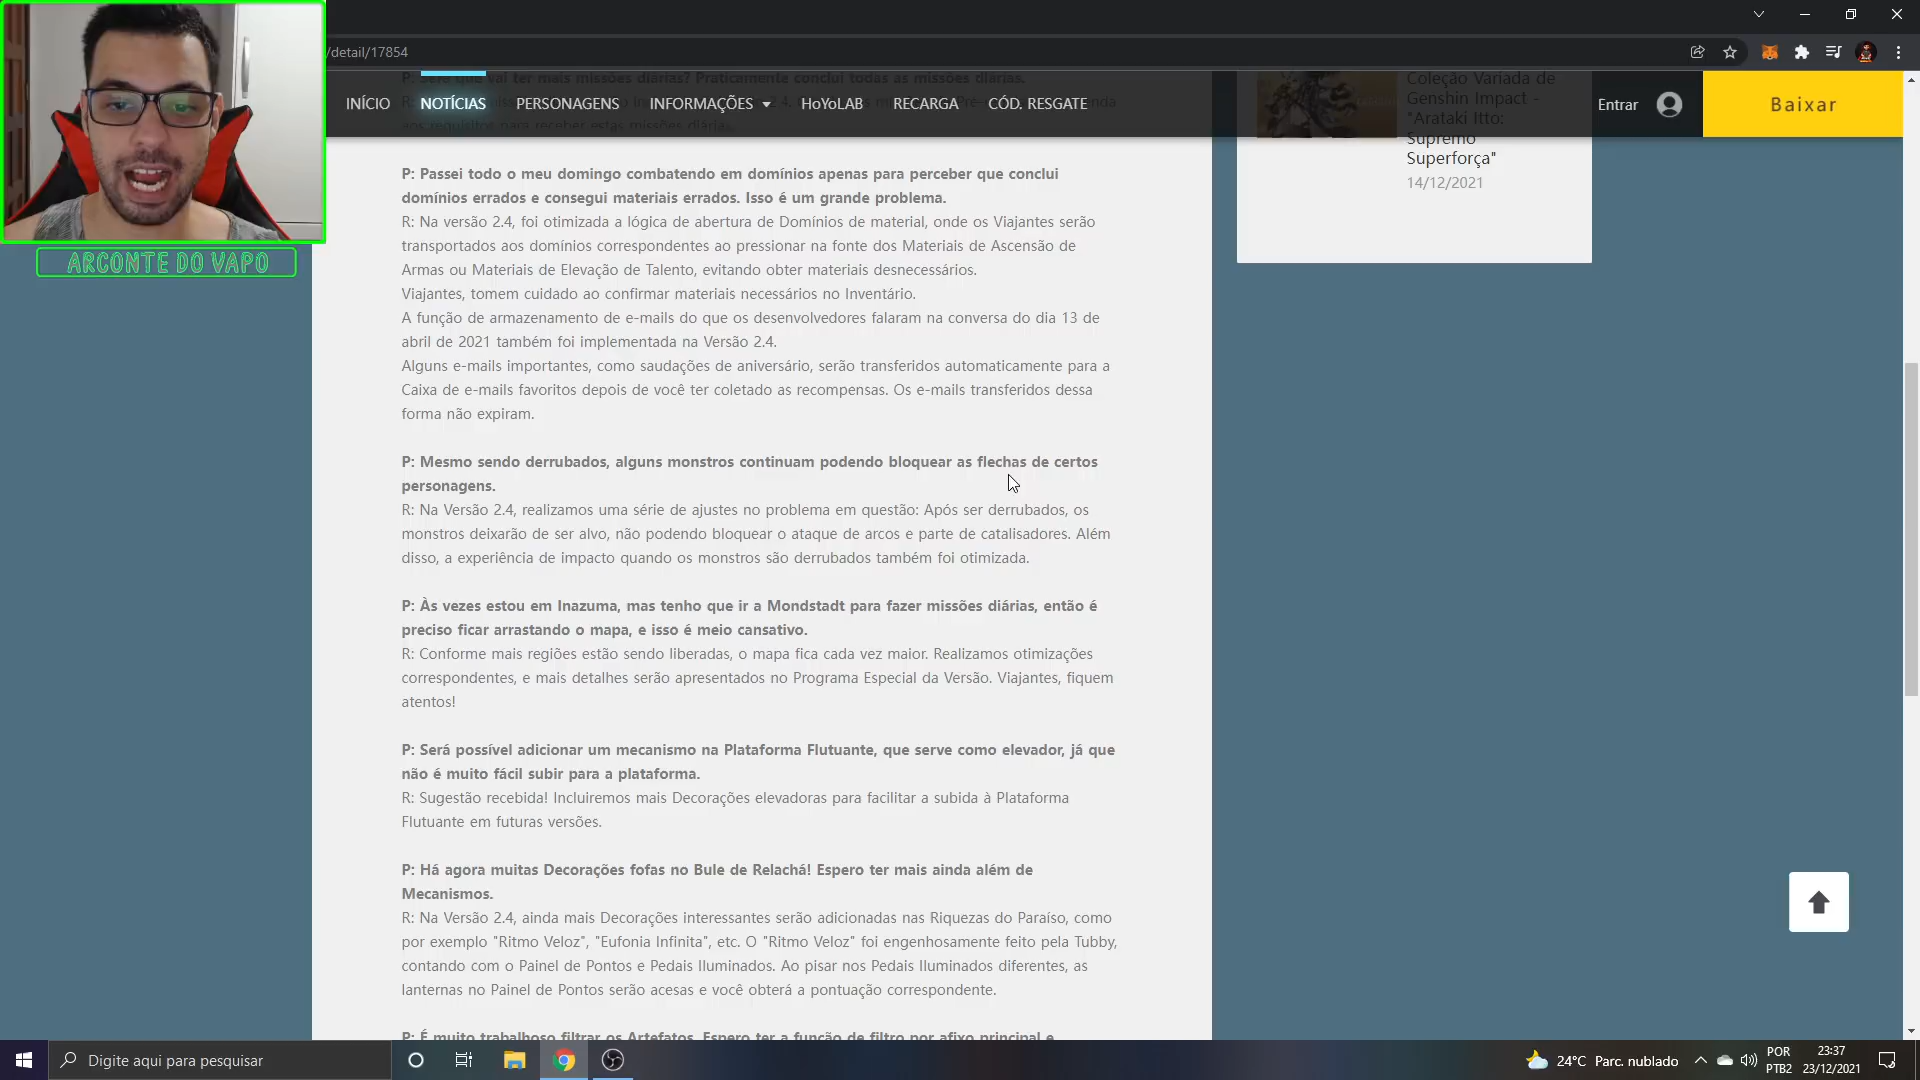 /detail/17854
P: Sere que vai ter mais missões diárias? Praticamente conclui todas as missões diárias.
INÍCIO NOTÍCIAS PERSONAGENS INFORMAÇÕES HoYoLAB RECARGA CÓD. RESGATE
Entrar
Baixar
aos requisitos para receber estas missões diárias.
Coleção Variada de
Genshin Impact -
"Arataki Itto:
Supremo
Superforça"
14/12/2021
ARCONTE DO VAPO
P: Passei todo o meu domingo combatendo em domínios apenas para perceber que conclui
domínios errados e consegui materiais errados. Isso é um grande problema.
R: Na versão 2.4, foi otimizada a lógica de abertura de Domínios de material, onde os Viajantes serão
transportados aos domínios correspondentes ao pressionar na fonte dos Materiais de Ascensão de
Armas ou Materiais de Elevação de Talento, evitando obter materiais desnecessários.
Viajantes, tomem cuidado ao confirmar materiais necessários no Inventário.
A função de armazenamento de e-mails do que os desenvolvedores falaram na conversa do dia 13 de
abril de 2021 também foi implementada na Versão 2.4.
Alguns e-mails importantes, como saudações de aniversário, serão transferidos automaticamente para a
Caixa de e-mails favoritos depois de você ter coletado as recompensas. Os e-mails transferidos dessa
forma não expiram.
P: Mesmo sendo derrubados, alguns monstros continuam podendo bloquear as flechas de certos
personagens.
R: Na Versão 2.4, realizamos uma série de ajustes no problema em questão: Após ser derrubados, os
monstros deixarão de ser alvo, não podendo bloquear o ataque de arcos e parte de catalisadores. Além
disso, a experiência de impacto quando os monstros são derrubados também foi otimizada.
P: Às vezes estou em Inazuma, mas tenho que ir a Mondstadt para fazer missões diárias, então é
preciso ficar arrastando o mapa, e isso é meio cansativo.
R: Conforme mais regiões estão sendo liberadas, o mapa fica cada vez maior. Realizamos otimizações
correspondentes, e mais detalhes serão apresentados no Programa Especial da Versão. Viajantes, fiquem
atentos!
P: Será possível adicionar um mecanismo na Plataforma Flutuante, que serve como elevador, já que
não é muito fácil subir para a plataforma.
R: Sugestão recebida! Incluiremos mais Decorações elevadoras para facilitar a subida à Plataforma
Flutuante em futuras versões.
P: Há agora muitas Decorações fofas no Bule de Relachá! Espero ter mais ainda além de
Mecanismos.
R: Na Versão 2.4, ainda mais Decorações interessantes serão adicionadas nas Riquezas do Paraíso, como
por exemplo "Ritmo Veloz", "Eufonia Infinita", etc. O "Ritmo Veloz" foi engenhosamente feito pela Tubby,
contando com o Painel de Pontos e Pedais Iluminados. Ao pisar nos Pedais Iluminados diferentes, as
lanternas no Painel de Pontos serão acesas e você obterá a pontuação correspondente.
P: É muito trabalhoso filtrar os Artefatos. Espero ter a função de filtro por afixo principal e
Digite aqui para pesquisar
24°C Parc. nublado
POR
PTB2
23:37
23/12/2021